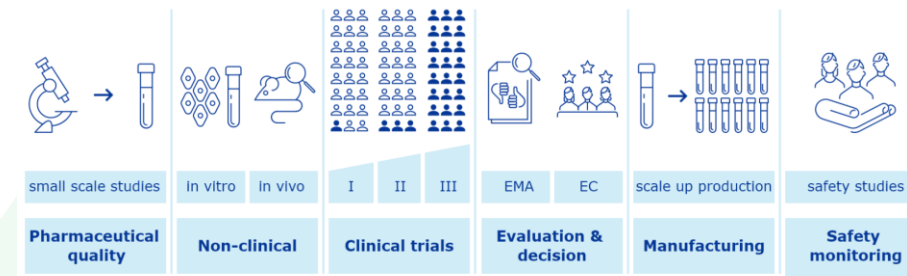 small scale studies
in vitro
in vivo
I
II
III
EMA
EC
scale up production
safety studies
Pharmaceutical
quality
Non-clinical
Clinical trials
Evaluation &
decision
Manufacturing
Safety
monitoring